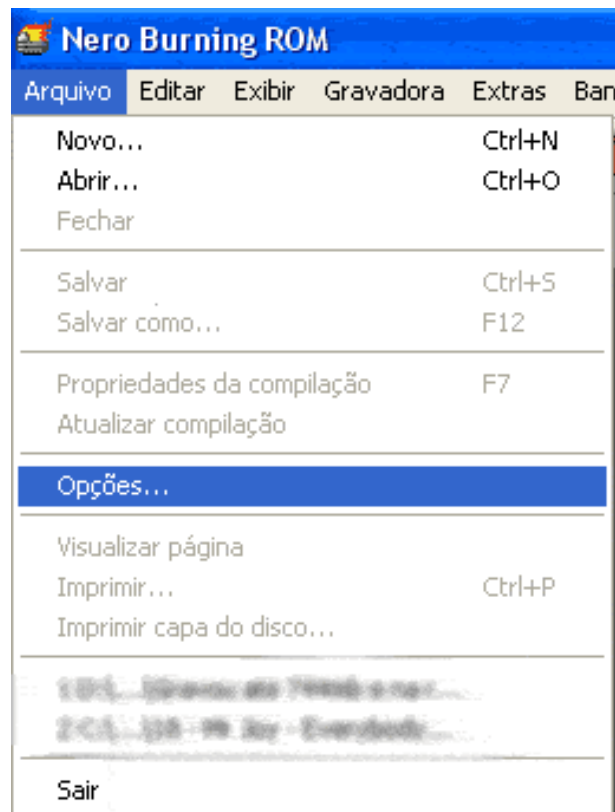 Nero Burning ROM
Arquivo Editar Exibir Gravadora Extras Ban
Novo... Ctrl+N
Abrir... Ctrl+O
Fechar
Salvar Ctrl+S
Salvar como... F12
Propriedades da compilação F7
Atualizar compilação
Opções...
Visualizar página
Imprimir... Ctrl+P
Imprimir capa do disco...
Sair